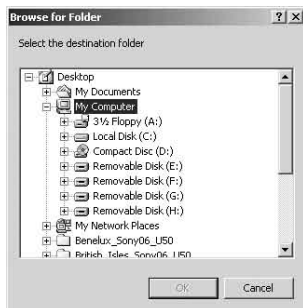 Browse for Folder
Select the destination folder
Desktop
My Documents
My Computer
3½ Floppy (A:)
Local Disk (C:)
Compact Disc (D:)
Removable Disk (E:)
Removable Disk (F:)
Removable Disk (G:)
Removable Disk (H:)
My Network Places
Benelux_Sony06_U50
British_Isles_Sony06_U50
OK
Cancel